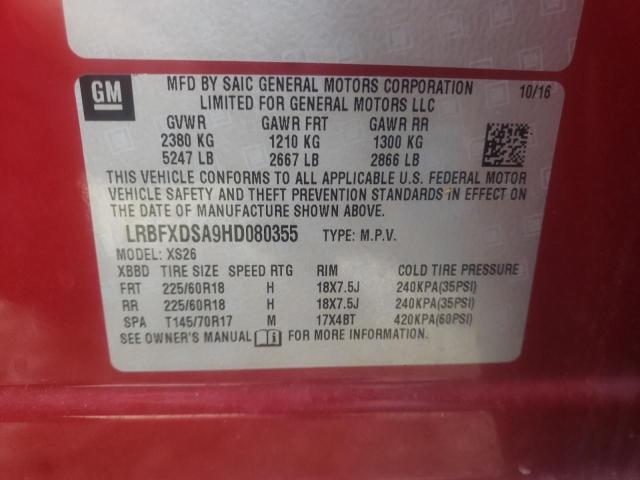 GM
MFD BY SAIC GENERAL MOTORS CORPORATION 10/16
LIMITED FOR GENERAL MOTORS LLC
GVWR GAWR FRT GAWR RR
2380 KG 1210 KG 1300 KG
5247 LB 2667 LB 2866 LB
THIS VEHICLE CONFORMS TO ALL APPLICABLE U.S. FEDERAL MOTOR
VEHICLE SAFETY AND THEFT PREVENTION STANDARDS IN EFFECT ON
THE DATE OF MANUFACTURE SHOWN ABOVE.
LRBFXDSA9HD080355 TYPE: M.P.V.
MODEL: XS26
XBBD TIRE SIZE SPEED RTG RIM COLD TIRE PRESSURE
FRT 225/60R18 H 18X7.5J 240KPA(35PSI)
RR 225/60R18 H 18X7.5J 240KPA(35PSI)
SPA T145/70R17 M 17X4BT 420KPA(60PSI)
SEE OWNER'S MANUAL FOR MORE INFORMATION.